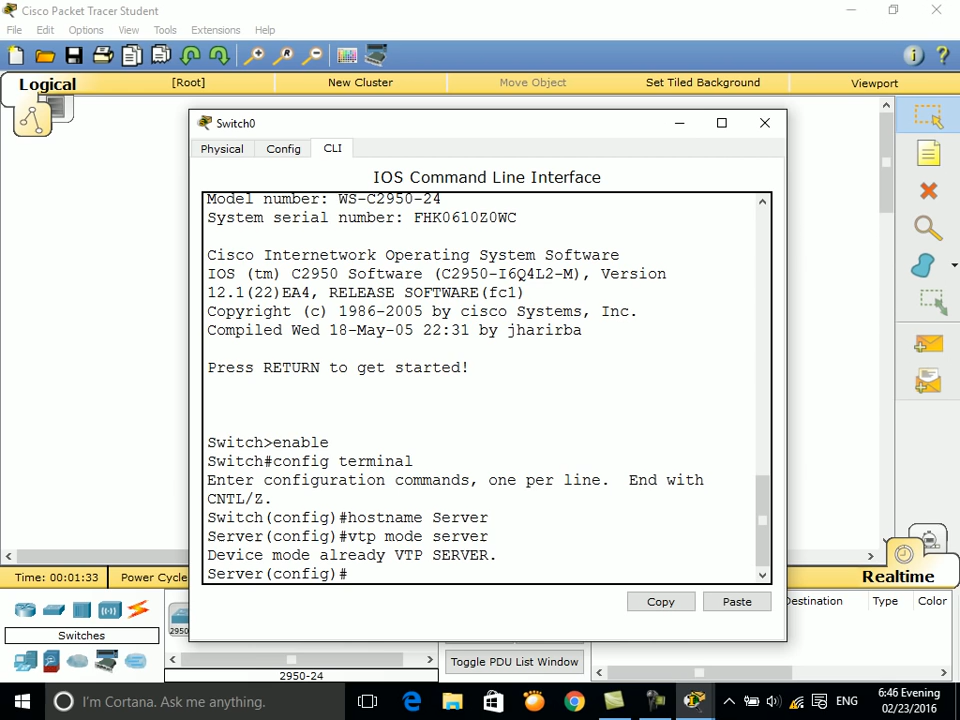 Cisco Packet Tracer Student
File Edit Options View Tools Extensions Help
Logical [Root] New Cluster Move Object Set Tiled Background Viewport
Switch0
Physical Config CLI
IOS Command Line Interface
Model number: WS-C2950-24
System serial number: FHK0610Z0WC
Cisco Internetwork Operating System Software
IOS (tm) C2950 Software (C2950-I6Q4L2-M), Version
12.1(22)EA4, RELEASE SOFTWARE(fc1)
Copyright (c) 1986-2005 by cisco Systems, Inc.
Compiled Wed 18-May-05 22:31 by jharirba
Press RETURN to get started!
Switch>enable
Switch#config terminal
Enter configuration commands, one per line.  End with
CNTL/Z.
Switch(config)#hostname Server
Server(config)#vtp mode server
Device mode already VTP SERVER.
Server(config)#
Copy Paste
Time: 00:01:33 Power Cycle
Realtime
Destination Type Color
Switches
2950
2950-24
Toggle PDU List Window
I'm Cortana. Ask me anything.
ENG
6:46 Evening
02/23/2016